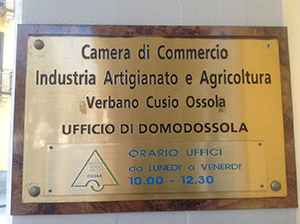 Camera di Commercio
Industria Artigianato e Agricoltura
Verbano Cusio Ossola
UFFICIO DI DOMODOSSOLA
ORARIO UFFICI
da LUNEDI' a VENERDI'
10.00 - 12.30
CCIAA